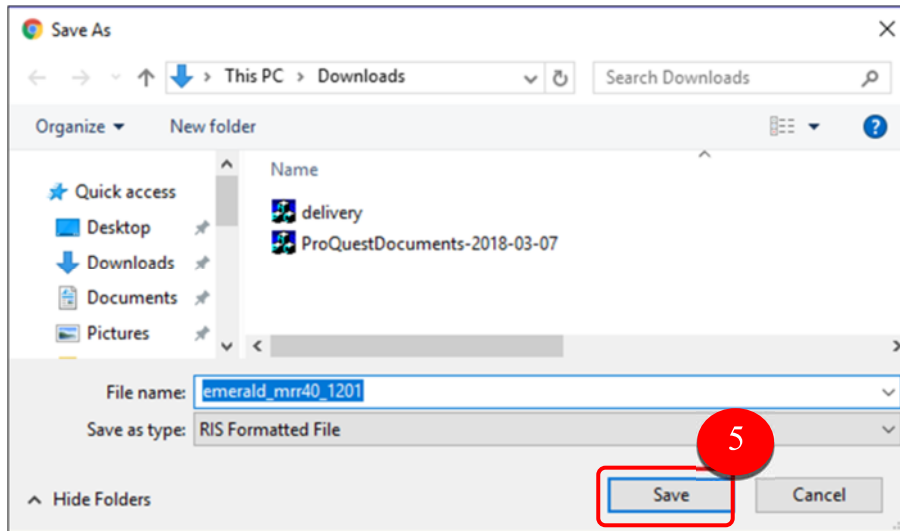 Save As
This PC > Downloads
Search Downloads
Organize
New folder
Name
Quick access
Desktop
Downloads
Documents
Pictures
delivery
ProQuestDocuments-2018-03-07
File name: emerald_mrr40_1201
Save as type: RIS Formatted File
5
Hide Folders
Save
Cancel